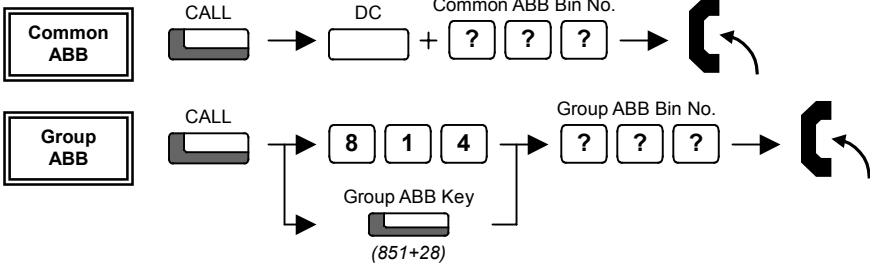 CALL
DC
Common ABB Bin No.
Common
ABB
+ ? ? ?
CALL
Group ABB Bin No.
Group
ABB
8 1 4
? ? ?
Group ABB Key
(851+28)